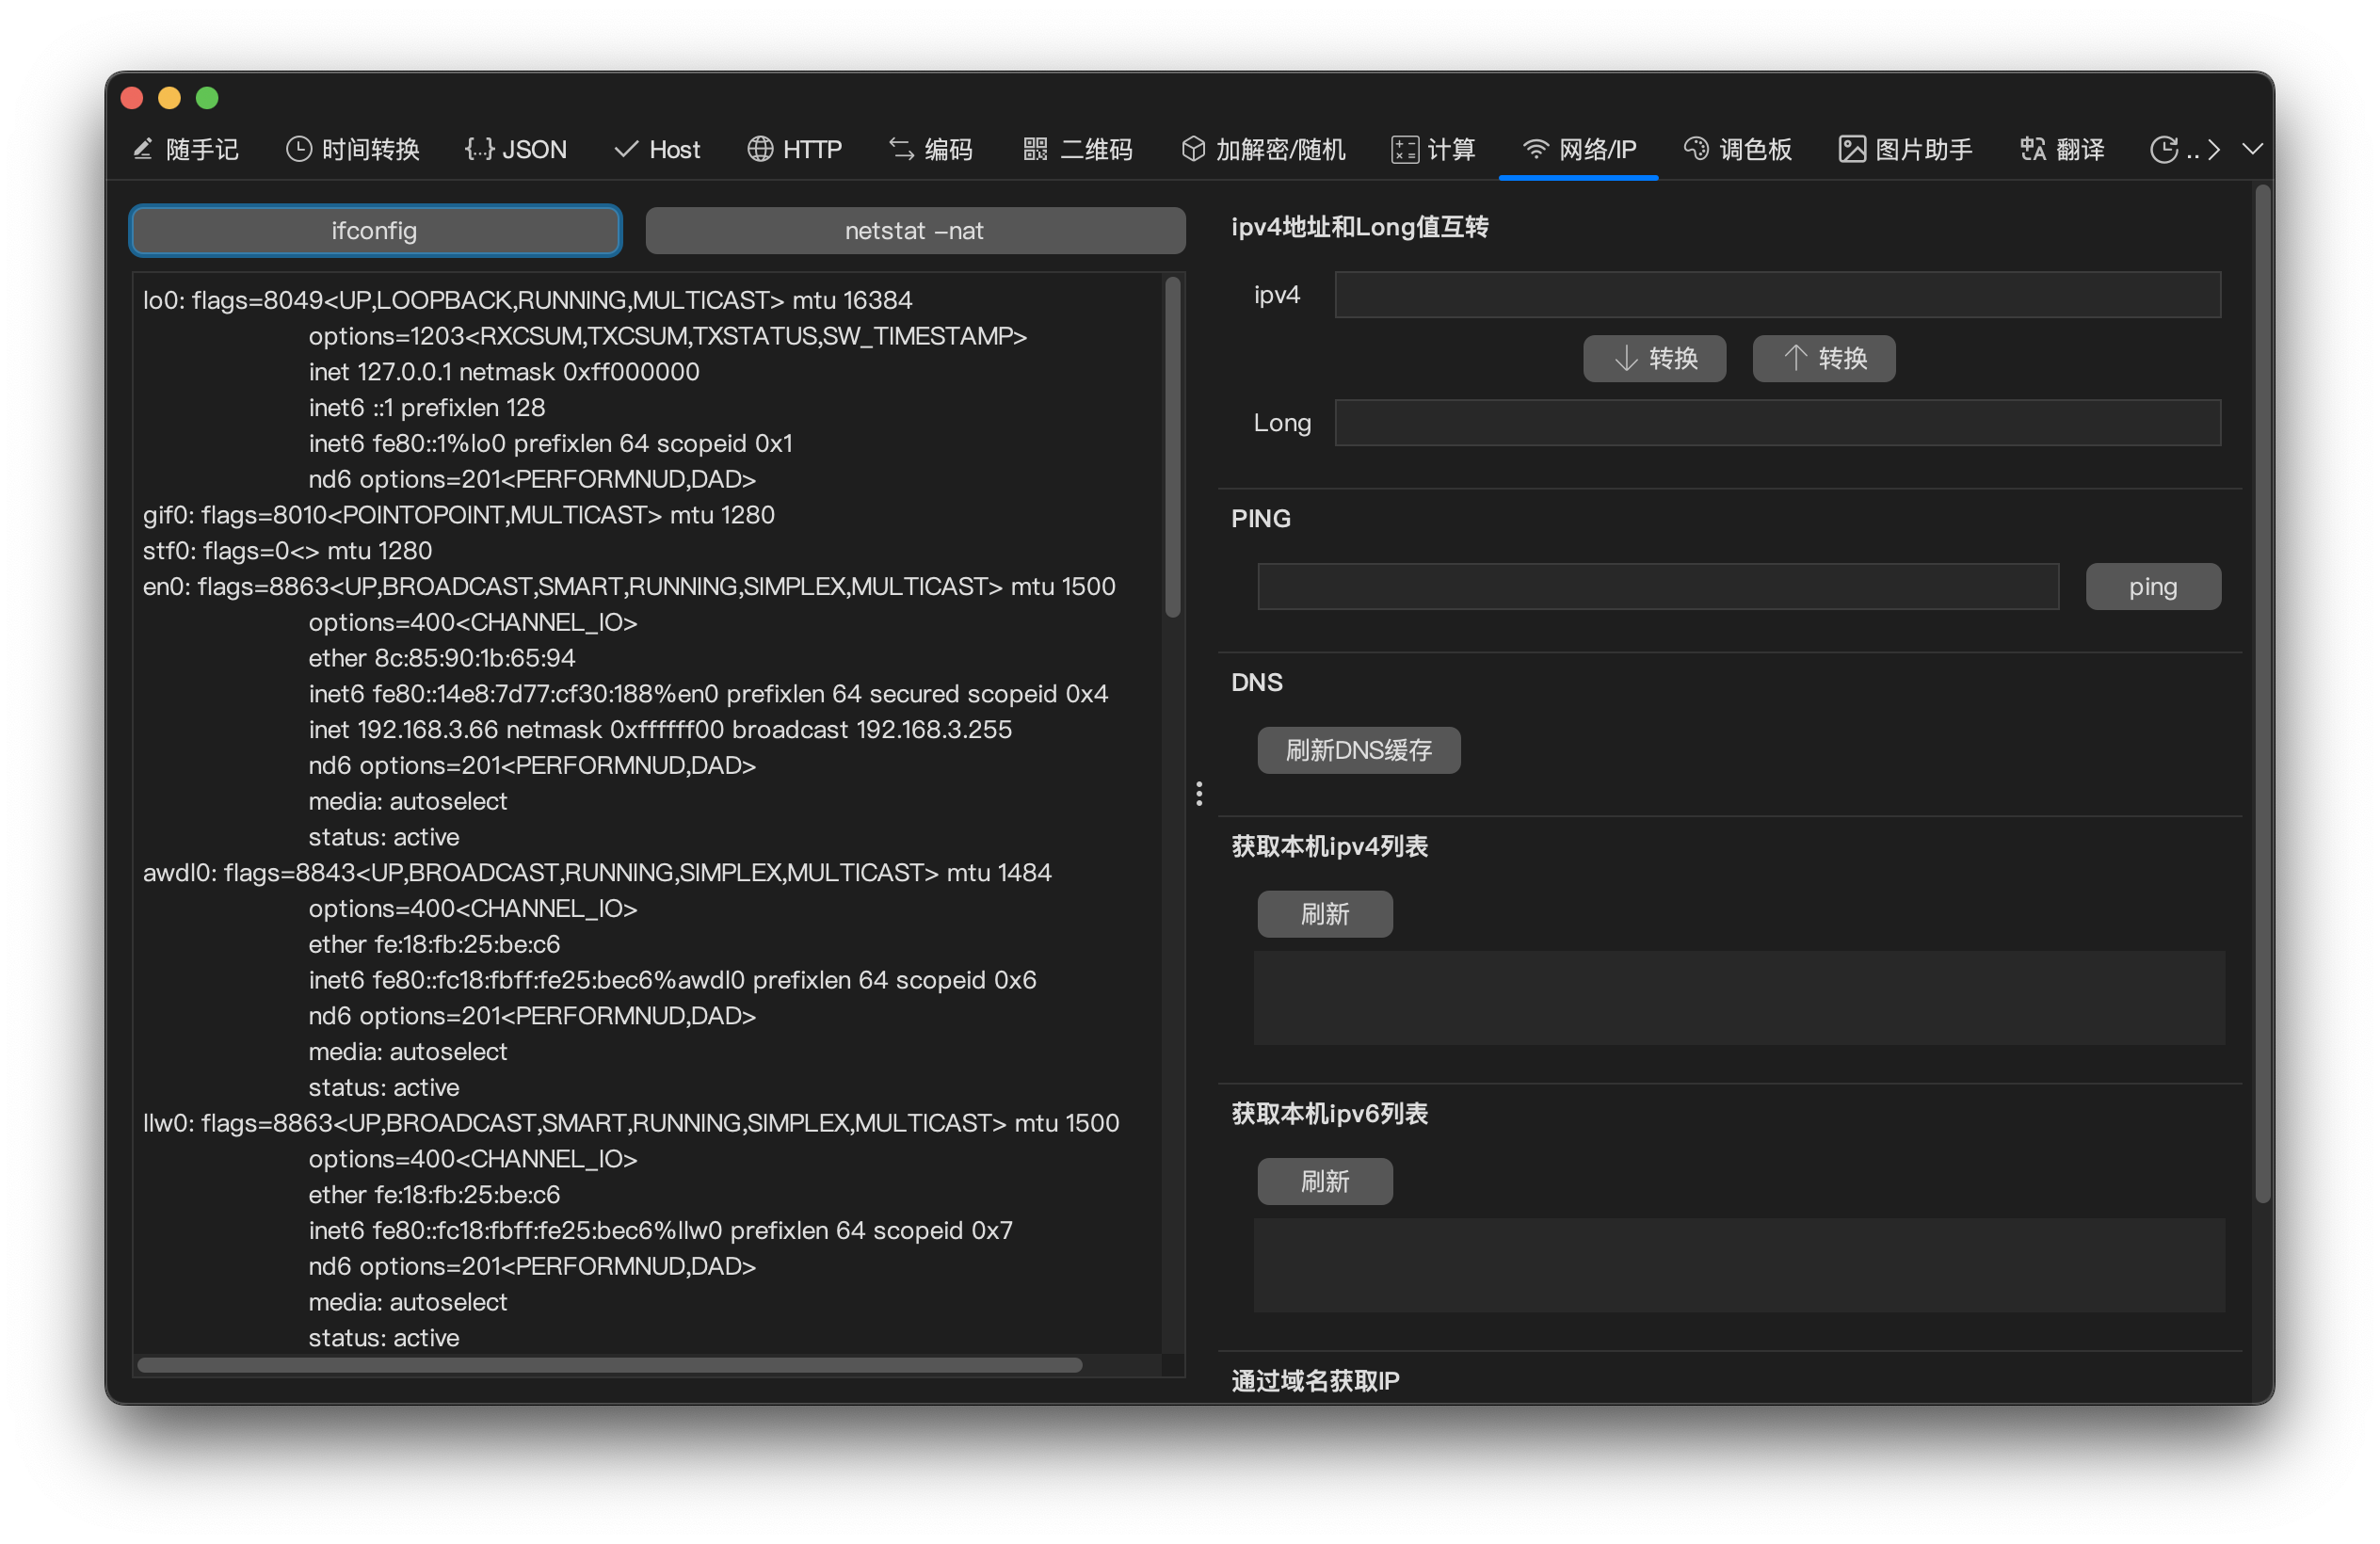 随手记 时间转换 {...} JSON Host HTTP 编码 二维码 加解密/随机 计算 网络/IP 调色板 图片助手 翻译 ..
ifconfig netstat -nat
lo0: flags=8049<UP,LOOPBACK,RUNNING,MULTICAST> mtu 16384
options=1203<RXCSUM,TXCSUM,TXSTATUS,SW_TIMESTAMP>
inet 127.0.0.1 netmask 0xff000000
inet6 ::1 prefixlen 128
inet6 fe80::1%lo0 prefixlen 64 scopeid 0x1
nd6 options=201<PERFORMNUD,DAD>
gif0: flags=8010<POINTOPOINT,MULTICAST> mtu 1280
stf0: flags=0<> mtu 1280
en0: flags=8863<UP,BROADCAST,SMART,RUNNING,SIMPLEX,MULTICAST> mtu 1500
options=400<CHANNEL_IO>
ether 8c:85:90:1b:65:94
inet6 fe80::14e8:7d77:cf30:188%en0 prefixlen 64 secured scopeid 0x4
inet 192.168.3.66 netmask 0xffffff00 broadcast 192.168.3.255
nd6 options=201<PERFORMNUD,DAD>
media: autoselect
status: active
awdl0: flags=8843<UP,BROADCAST,RUNNING,SIMPLEX,MULTICAST> mtu 1484
options=400<CHANNEL_IO>
ether fe:18:fb:25:be:c6
inet6 fe80::fc18:fbff:fe25:bec6%awdl0 prefixlen 64 scopeid 0x6
nd6 options=201<PERFORMNUD,DAD>
media: autoselect
status: active
llw0: flags=8863<UP,BROADCAST,SMART,RUNNING,SIMPLEX,MULTICAST> mtu 1500
options=400<CHANNEL_IO>
ether fe:18:fb:25:be:c6
inet6 fe80::fc18:fbff:fe25:bec6%llw0 prefixlen 64 scopeid 0x7
nd6 options=201<PERFORMNUD,DAD>
media: autoselect
status: active
ipv4地址和Long值互转
ipv4
转换 转换
Long
PING
ping
DNS
刷新DNS缓存
获取本机ipv4列表
刷新
获取本机ipv6列表
刷新
通过域名获取IP